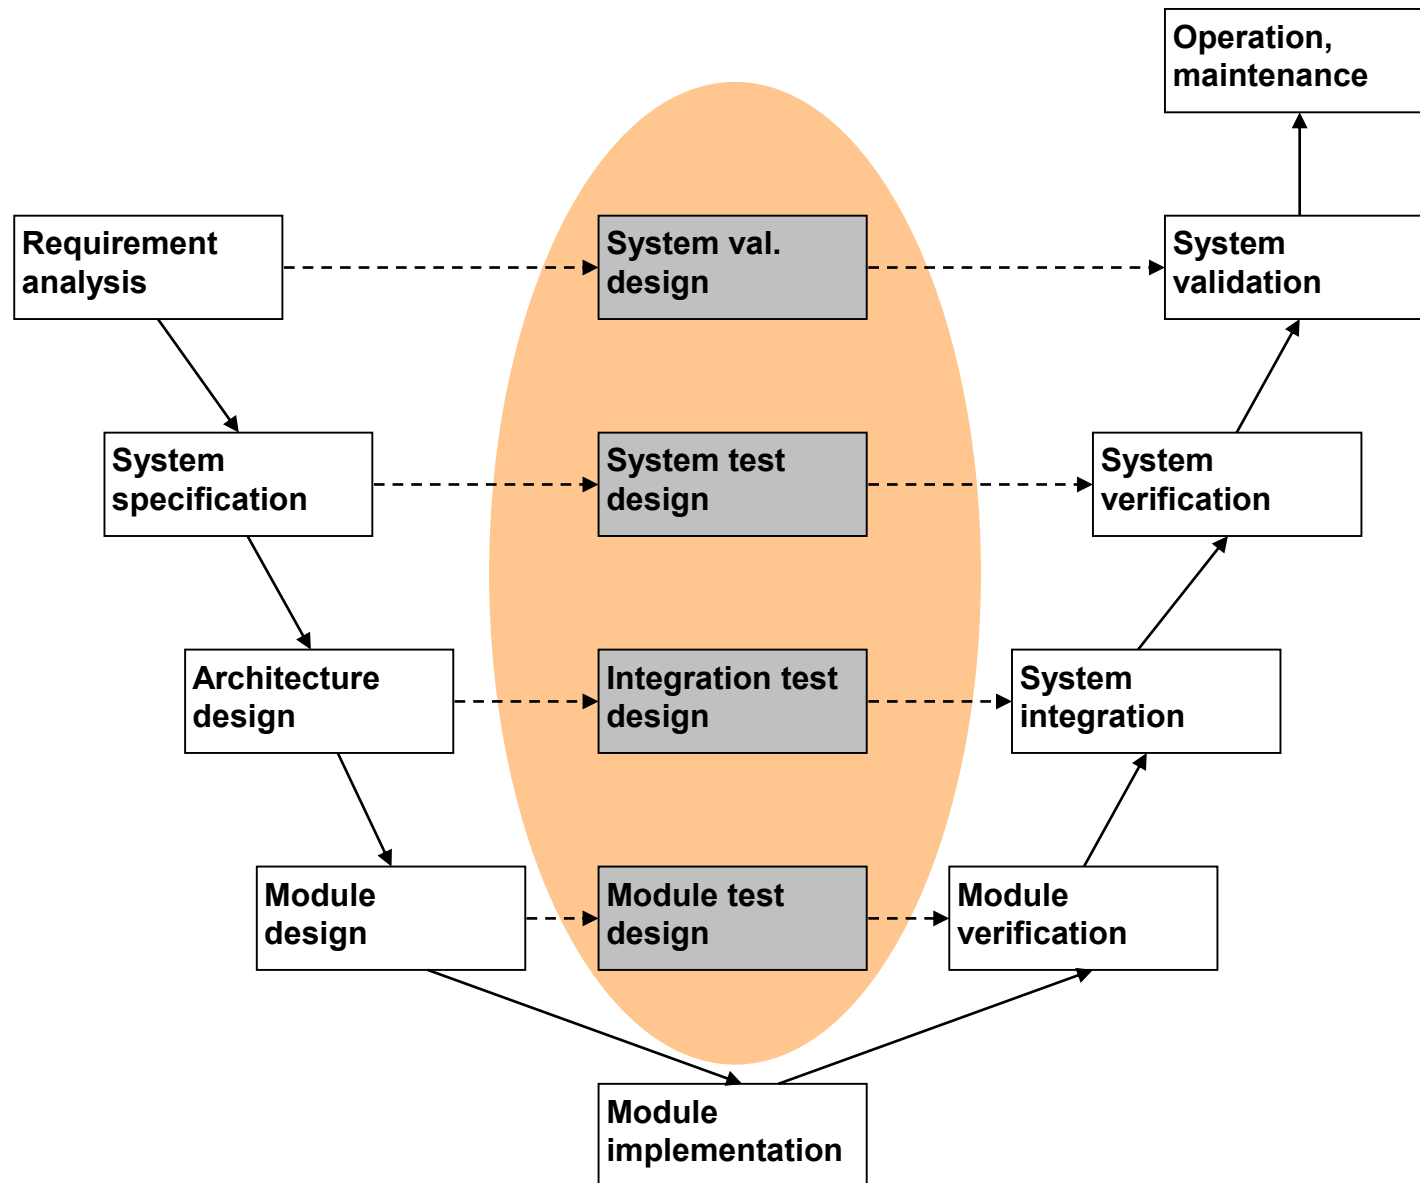 Operation,
maintenance
Requirement
analysis
System val.
design
System
validation
System
specification
System test
design
System
verification
Architecture
design
Integration test
design
System
integration
Module
design
Module test
design
Module
verification
Module
implementation